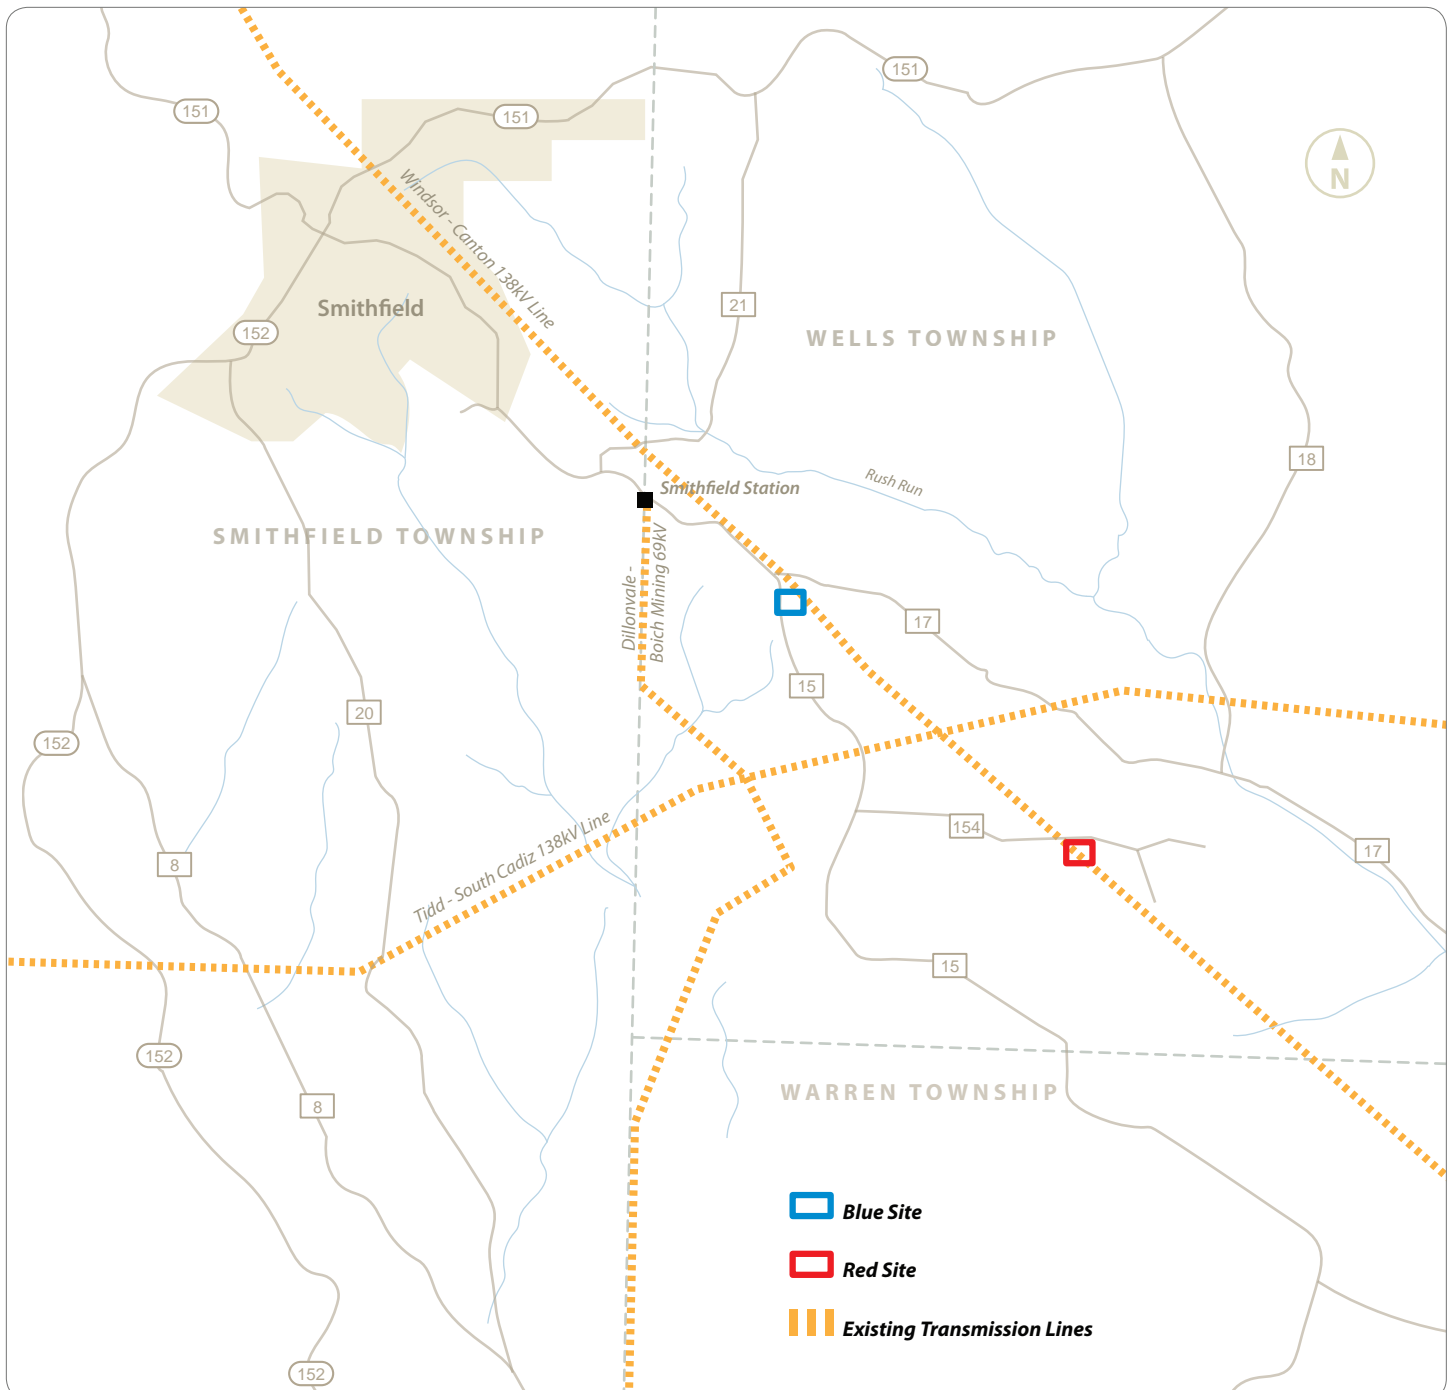 151
151
151
N
Windsor - Canton 138kV Line
21
Smithfield
152
WELLS TOWNSHIP
18
Rush Run
Smithfield Station
SMITHFIELD TOWNSHIP
Dillonvale -
Boich Mining 69kV
17
15
20
152
154
Tidd - South Cadiz 138kV Line
8
17
15
152
WARREN TOWNSHIP
8
Blue Site
Red Site
Existing Transmission Lines
152